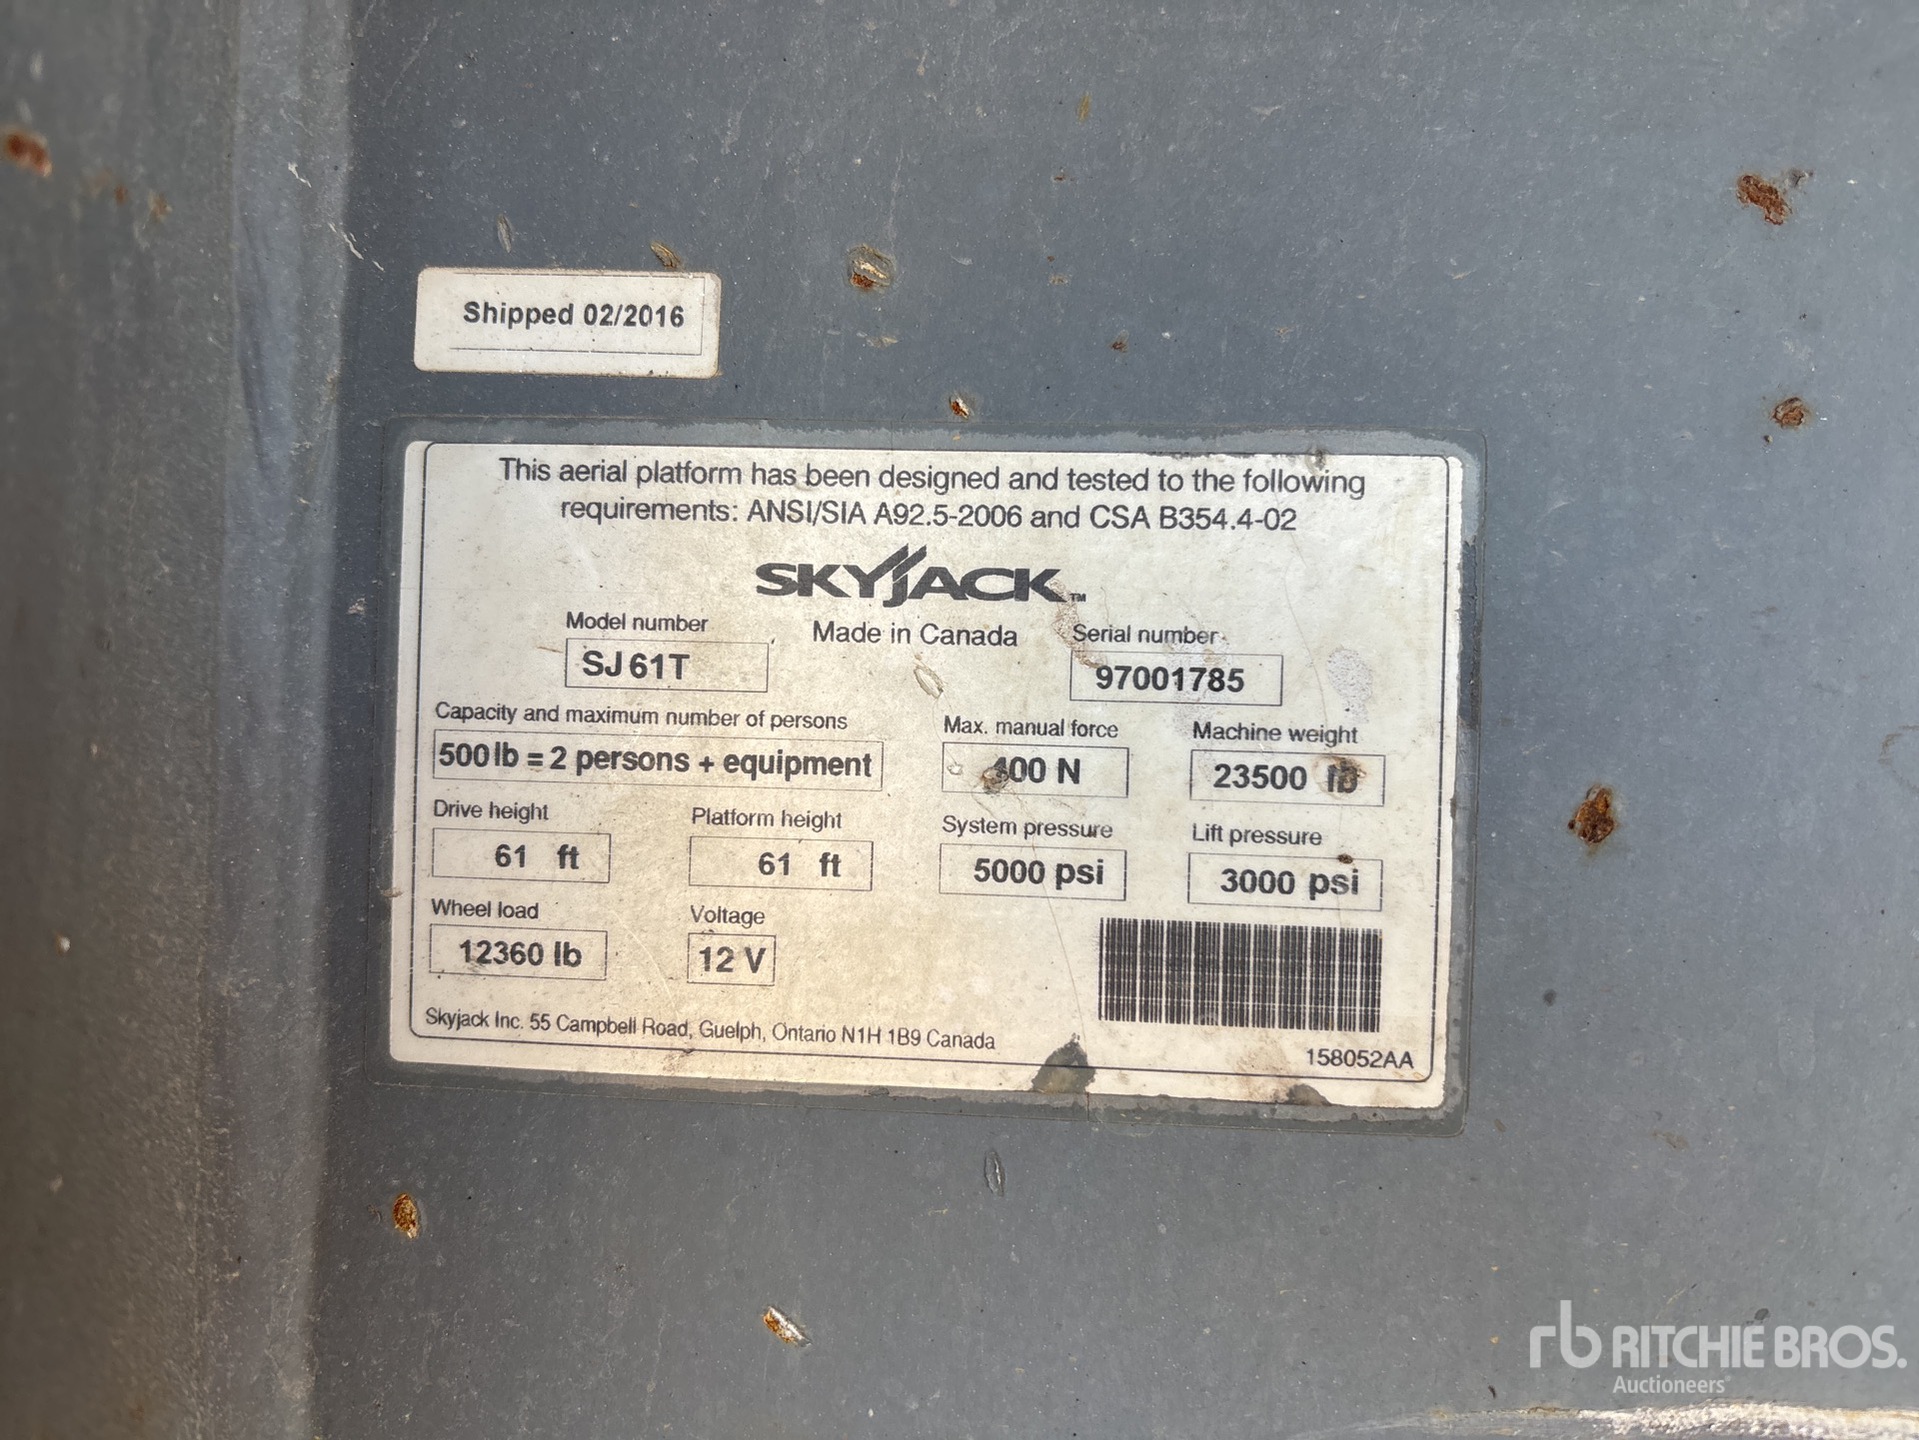 Shipped 02/2016
This aerial platform has been designed and tested to the following
requirements: ANSI/SIA A92.5-2006 and CSA B354.4-02
SKYJACK™
Made in Canada
Model number
SJ61T
Serial number
97001785
Capacity and maximum number of persons
500 lb = 2 persons + equipment
Max. manual force
400 N
Machine weight
23500 lb
Drive height
61 ft
Platform height
61 ft
System pressure
5000 psi
Lift pressure
3000 psi
Wheel load
12360 lb
Voltage
12 V
Skyjack Inc. 55 Campbell Road, Guelph, Ontario N1H 1B9 Canada
158052AA
rb RITCHIE BROS.
Auctioneers